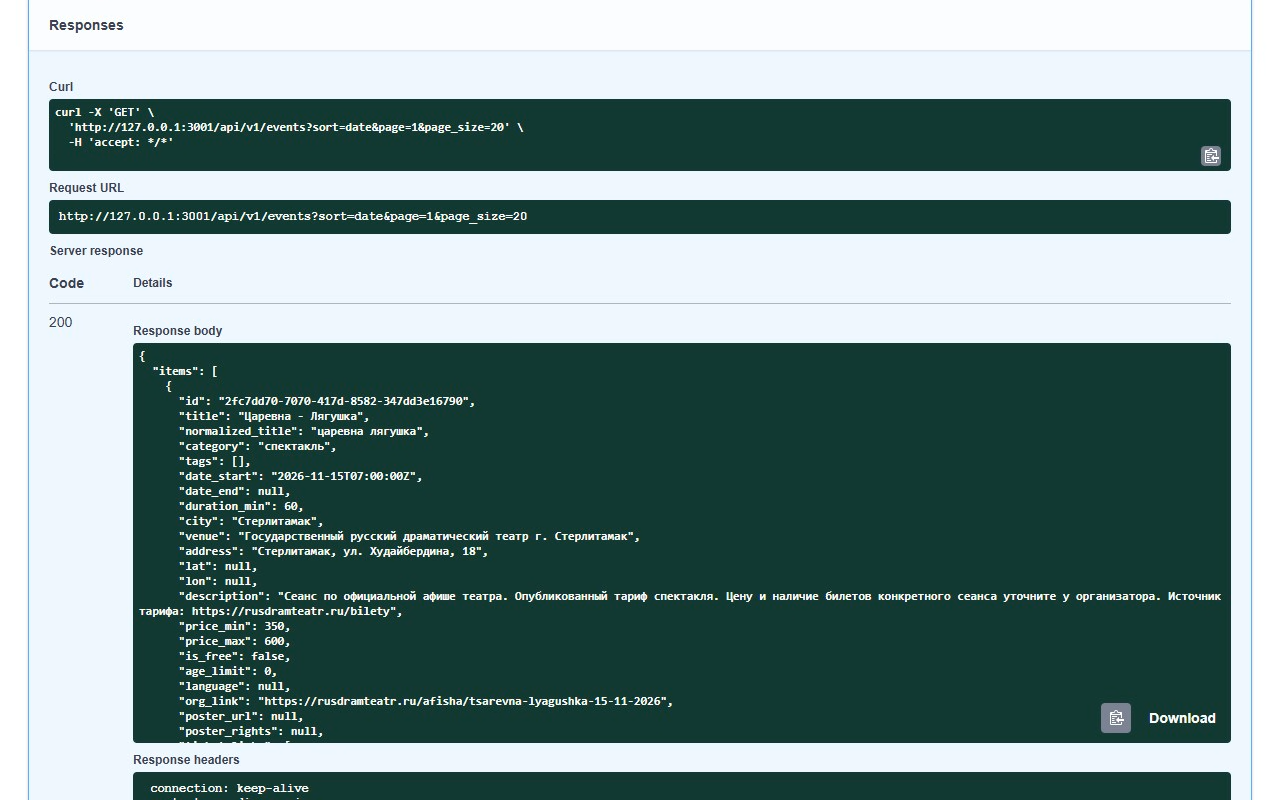 Responses
Curl
curl -X 'GET' \
  'http://127.0.0.1:3001/api/v1/events?sort=date&page=1&page_size=20' \
  -H 'accept: */*'
Request URL
http://127.0.0.1:3001/api/v1/events?sort=date&page=1&page_size=20
Server response
Code Details
200
Response body
{
  "items": [
    {
      "id": "2fc7dd70-7070-417d-8582-347dd3e16790",
      "title": "Царевна - Лягушка",
      "normalized_title": "царевна лягушка",
      "category": "спектакль",
      "tags": [],
      "date_start": "2026-11-15T07:00:00Z",
      "date_end": null,
      "duration_min": 60,
      "city": "Стерлитамак",
      "venue": "Государственный русский драматический театр г. Стерлитамак",
      "address": "Стерлитамак, ул. Худайбердина, 18",
      "lat": null,
      "lon": null,
      "description": "Сеанс по официальной афише театра. Опубликованный тариф спектакля. Цену и наличие билетов конкретного сеанса уточните у организатора. Источник
тарифа: https://rusdramteatr.ru/bilety",
      "price_min": 350,
      "price_max": 600,
      "is_free": false,
      "age_limit": 0,
      "language": null,
      "org_link": "https://rusdramteatr.ru/afisha/tsarevna-lyagushka-15-11-2026",
      "poster_url": null,
      "poster_rights": null,
Download
Response headers
connection: keep-alive